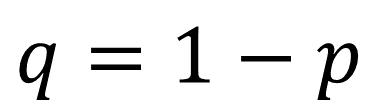 q = 1 − p